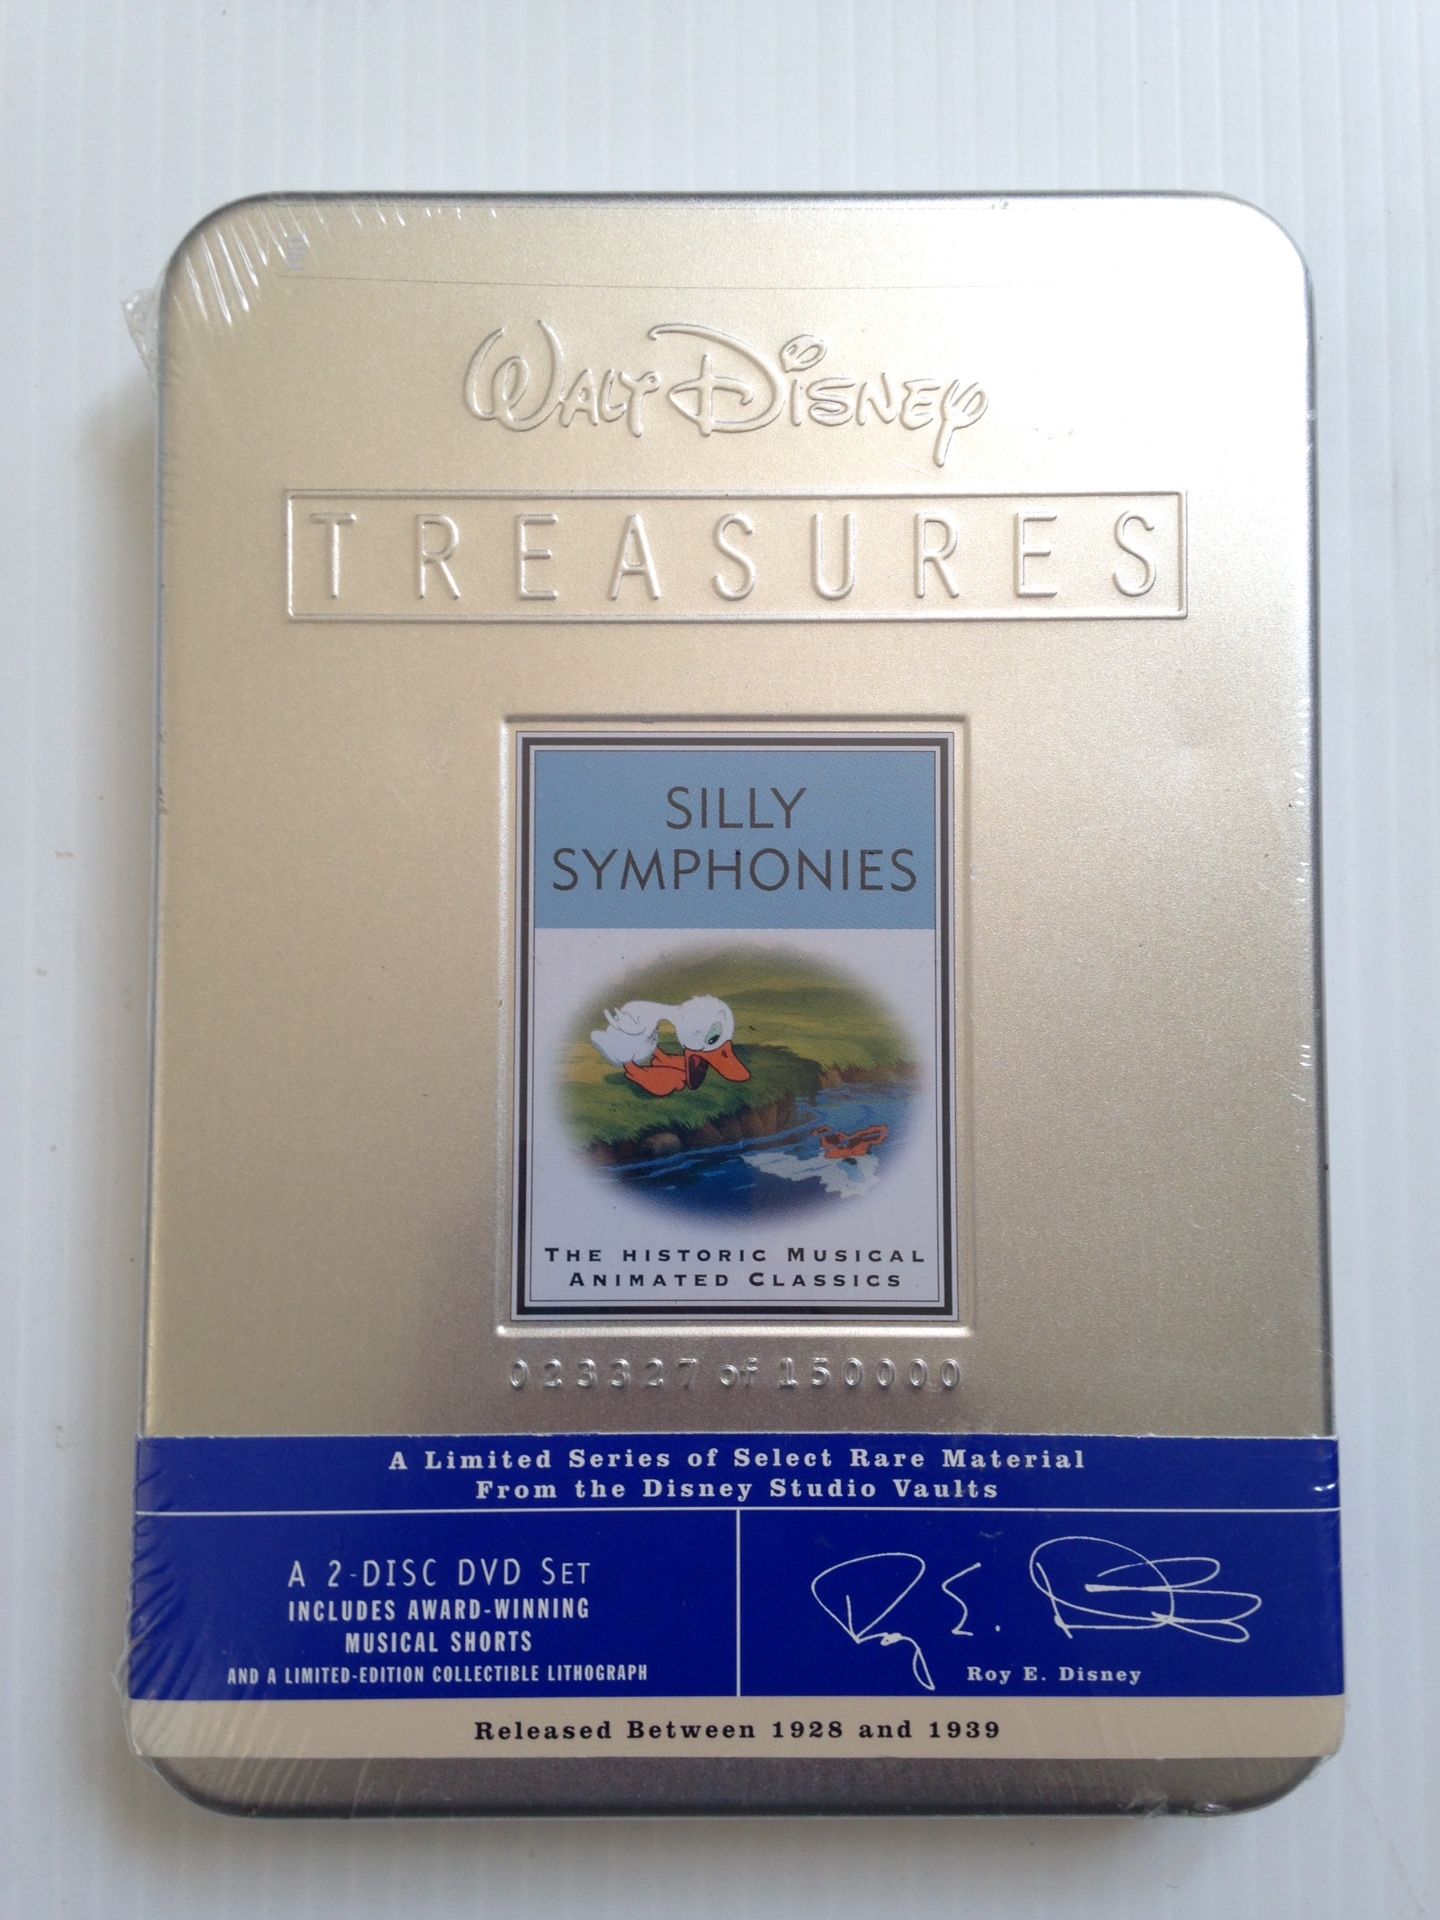 WALT DISNEY
TREASURES
SILLY
SYMPHONIES
THE HISTORIC MUSICAL
ANIMATED CLASSICS
023327 of 150000
A Limited Series of Select Rare Material
From the Disney Studio Vaults
A 2-DISC DVD SET
INCLUDES AWARD-WINNING
MUSICAL SHORTS
AND A LIMITED-EDITION COLLECTIBLE LITHOGRAPH
Roy E. Disney
Roy E. Disney
Released Between 1928 and 1939